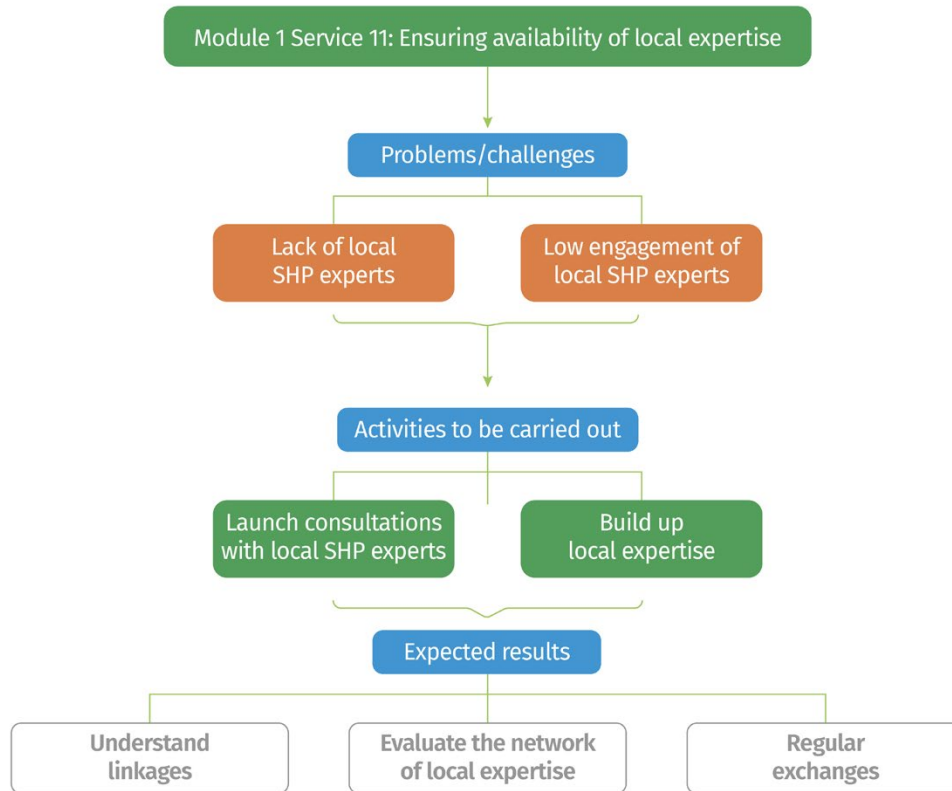 Module 1 Service 11: Ensuring availability of local expertise
Problems/challenges
Lack of local
SHP experts
Low engagement of
local SHP experts
Activities to be carried out
Launch consultations
with local SHP experts
Build up
local expertise
Expected results
Understand
linkages
Evaluate the network
of local expertise
Regular
exchanges